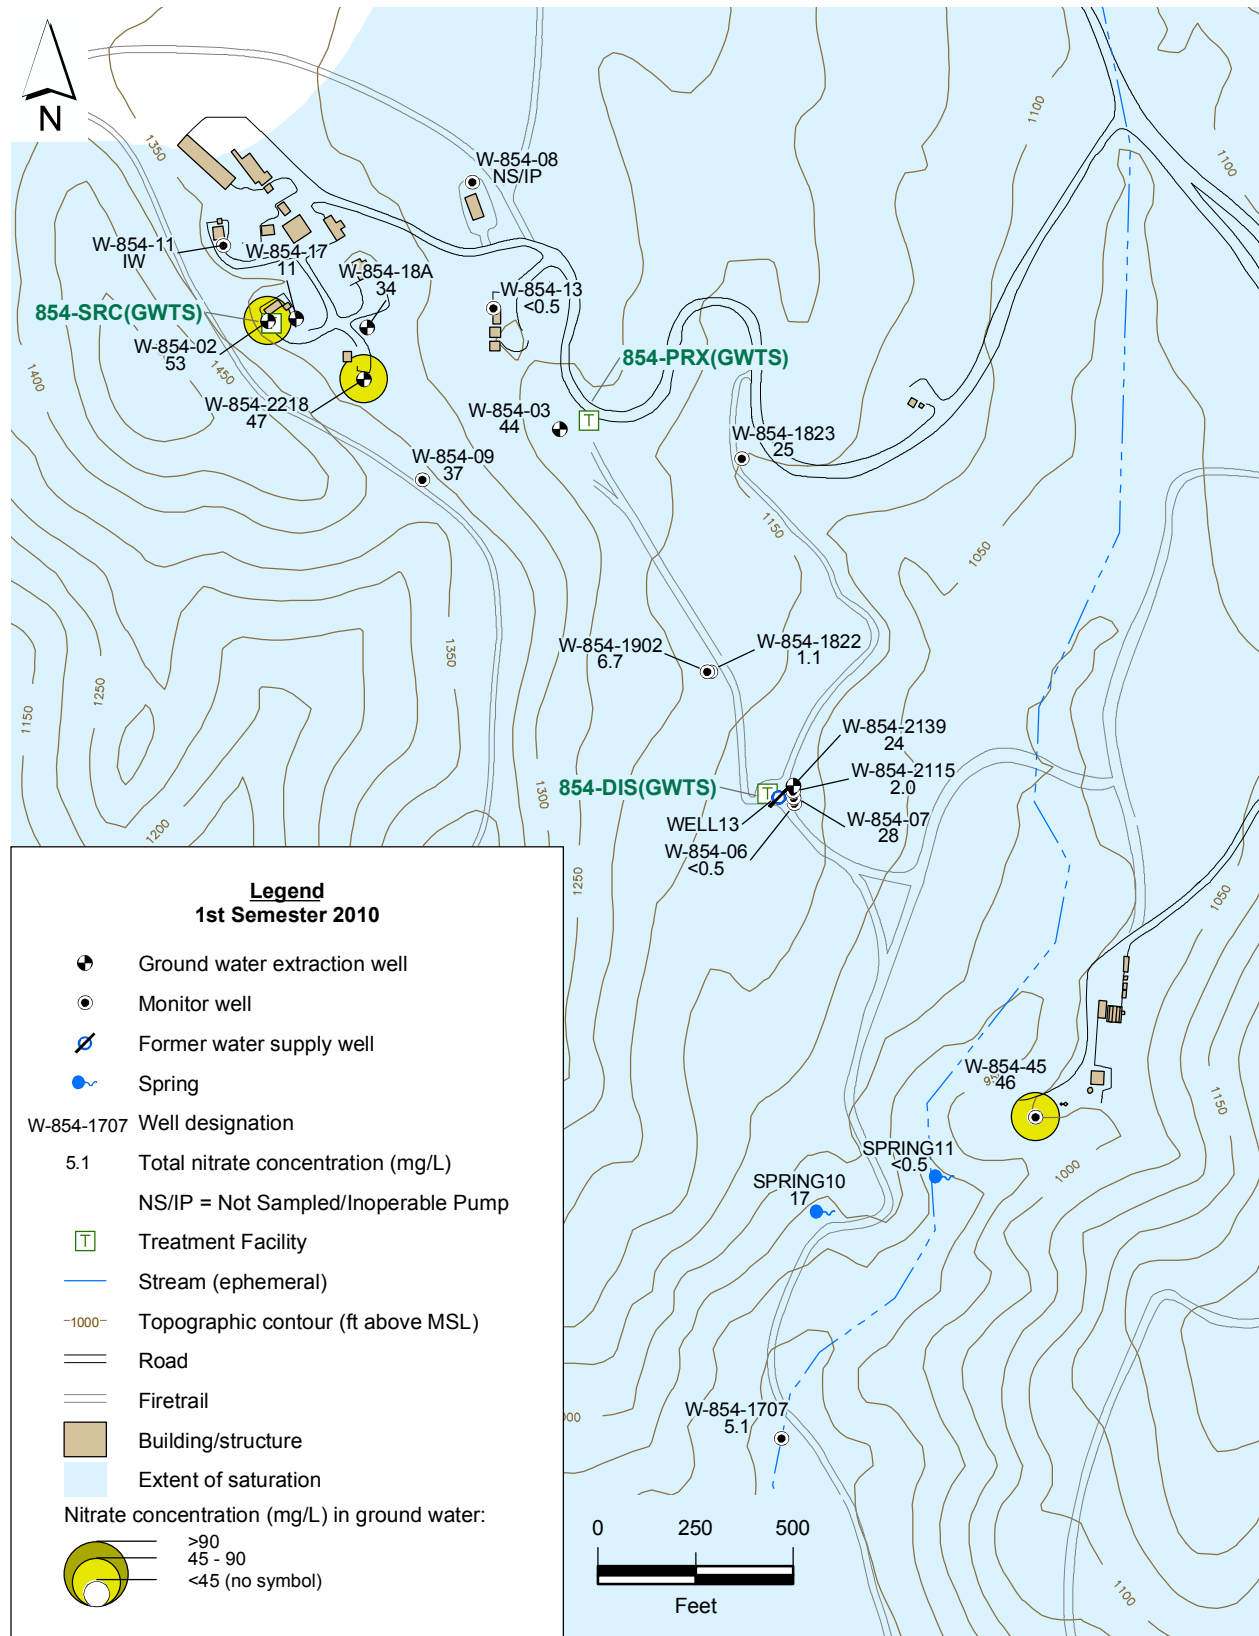 N
1350
1100
1100
W-854-08
NS/IP
W-854-11
IW
W-854-17
11
W-854-18A
34
W-854-13
<0.5
854-SRC(GWTS)
W-854-02
53
1400
1450
854-PRX(GWTS)
W-854-2218
47
W-854-03
44
W-854-1823
25
W-854-09
37
1150
1050
1350
W-854-1902
6.7
W-854-1822
1.1
1250
1150
W-854-2139
24
W-854-2115
2.0
854-DIS(GWTS)
1300
WELL13
W-854-07
28
W-854-06
<0.5
1200
1250
1050
Legend
1st Semester 2010
Ground water extraction well
Monitor well
Former water supply well
Spring
W-854-1707 Well designation
5.1 Total nitrate concentration (mg/L)
NS/IP = Not Sampled/Inoperable Pump
T Treatment Facility
Stream (ephemeral)
1000 Topographic contour (ft above MSL)
Road
Firetrail
Building/structure
Extent of saturation
Nitrate concentration (mg/L) in ground water:
>90
45 - 90
<45 (no symbol)
W-854-45
46
1150
SPRING11
<0.5
1000
SPRING10
17
W-854-1707
5.1
0 250 500
Feet
1100
T
T